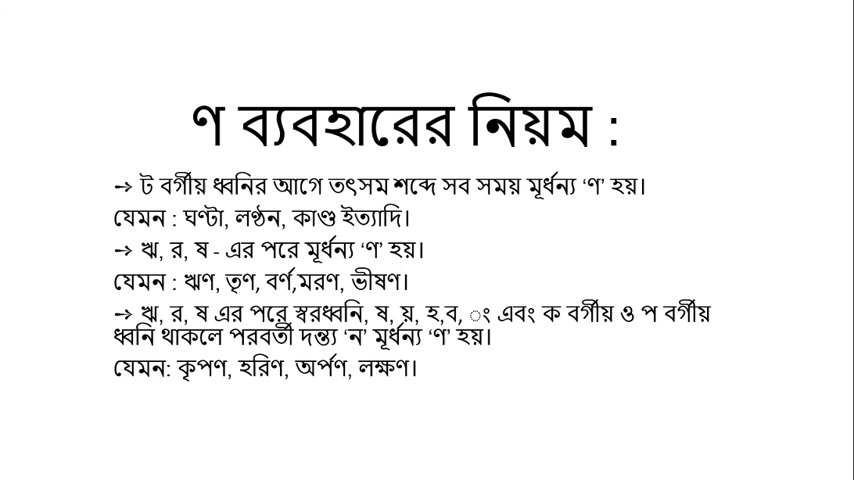 ণ ব্যবহারের নিয়ম :
→ ট বর্গীয় ধ্বনির আগে তৎসম শব্দে সব সময় মূর্ধন্য ‘ণ’ হয়।
যেমন : ঘণ্টা, লণ্ঠন, কাণ্ড ইত্যাদি।
→ ঋ, র, ষ - এর পরে মূর্ধন্য ‘ণ’ হয়।
যেমন : ঋণ, তৃণ, বর্ণ,মরণ, ভীষণ।
→ ঋ, র, ষ এর পরে স্বরধ্বনি, ষ, য়, হ,ব, ং এবং ক বর্গীয় ও প বর্গীয়
ধ্বনি থাকলে পরবর্তী দন্ত্য ‘ন’ মূর্ধন্য ‘ণ’ হয়।
যেমন: কৃপণ, হরিণ, অর্পণ, লক্ষণ।